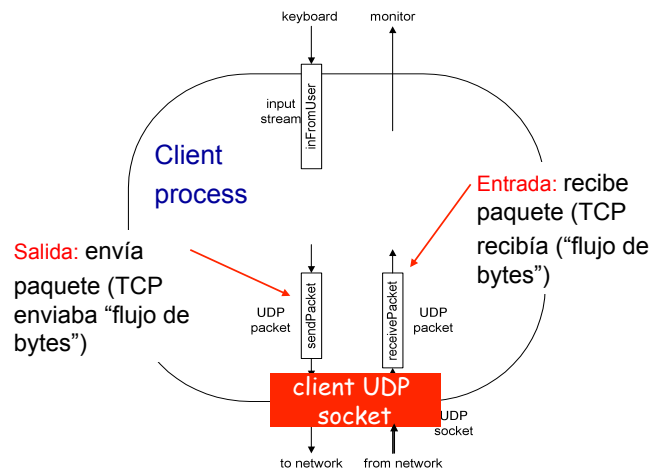 keyboard
monitor
input
stream
inFromUser
Client
process
Entrada: recibe
paquete (TCP
recibía (“flujo de
bytes”)
Salida: envía
paquete (TCP
enviaba “flujo de
bytes”)
UDP
packet
sendPacket
receivePacket
UDP
packet
client UDP
socket
UDP
socket
to network
from network